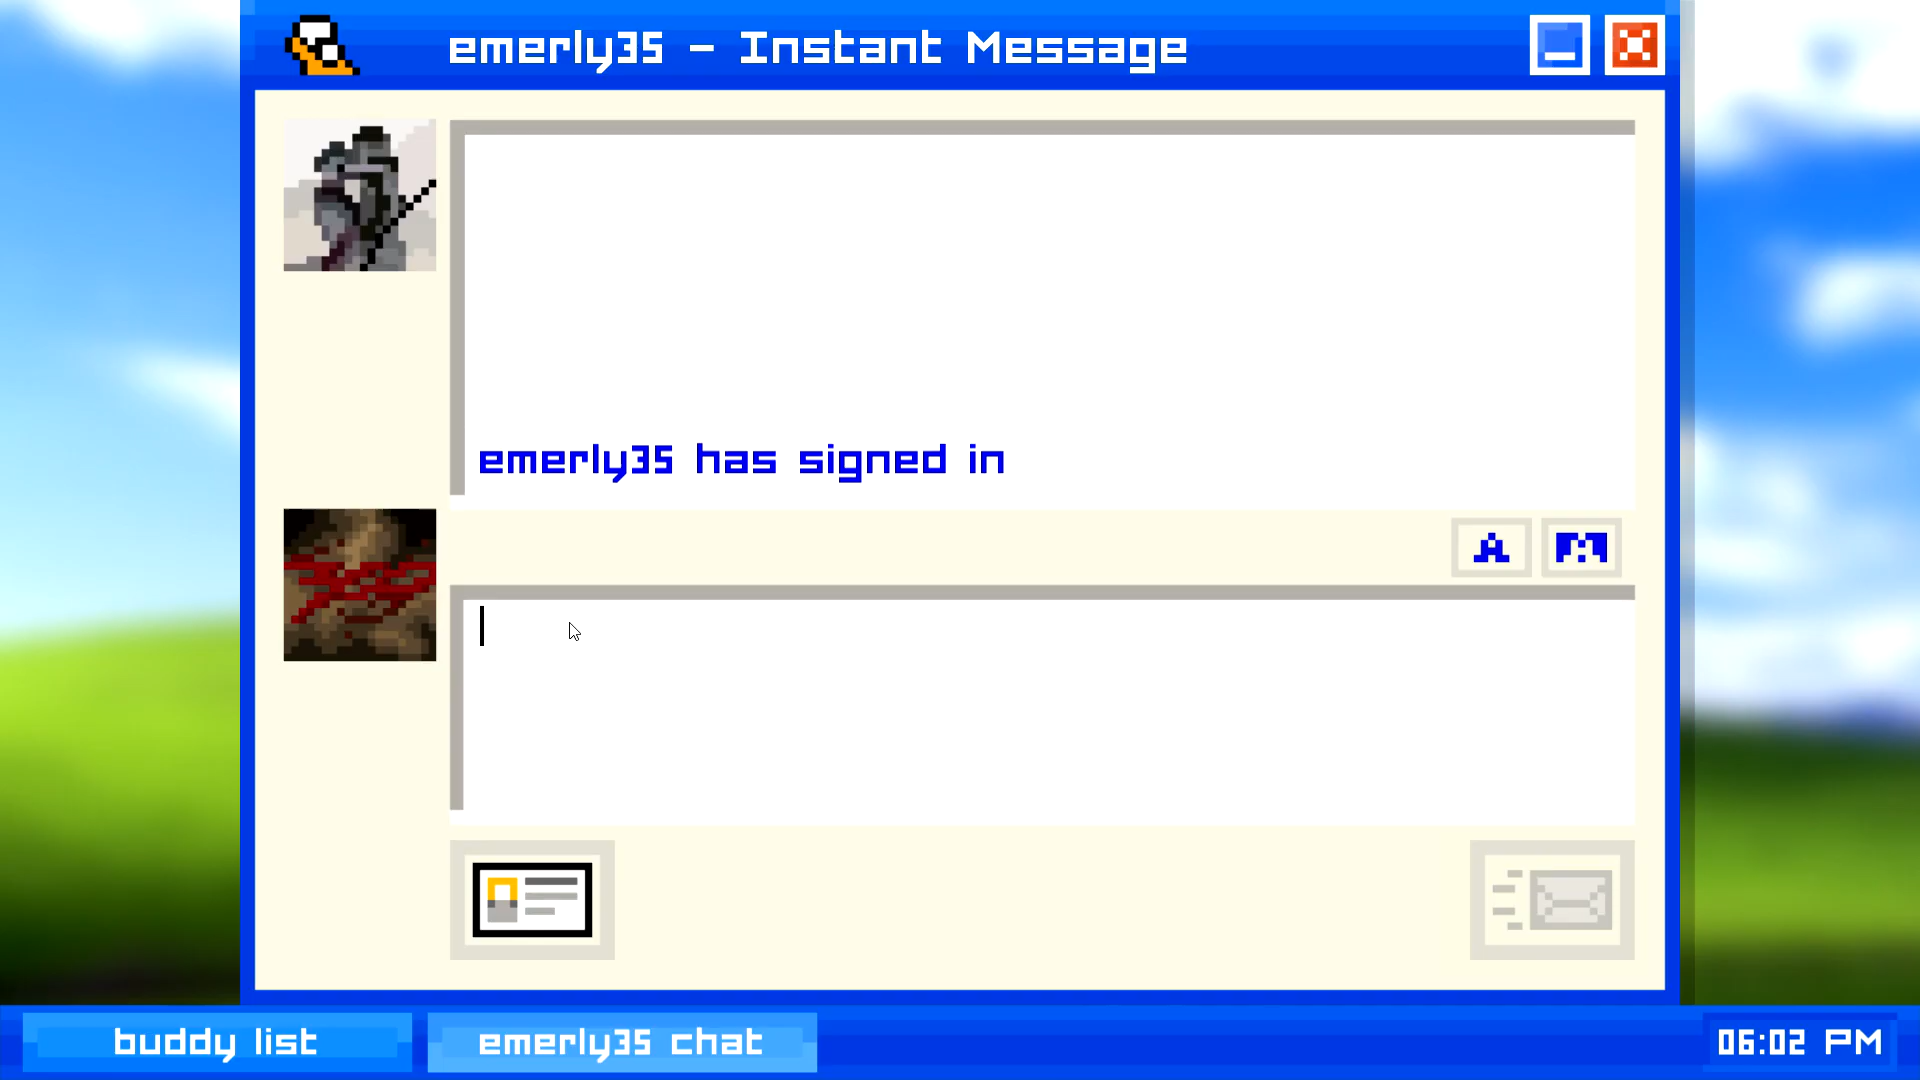 emerly35 - Instant Message
emerly35 has signed in
A
buddy list
emerly35 chat
06:02 PM